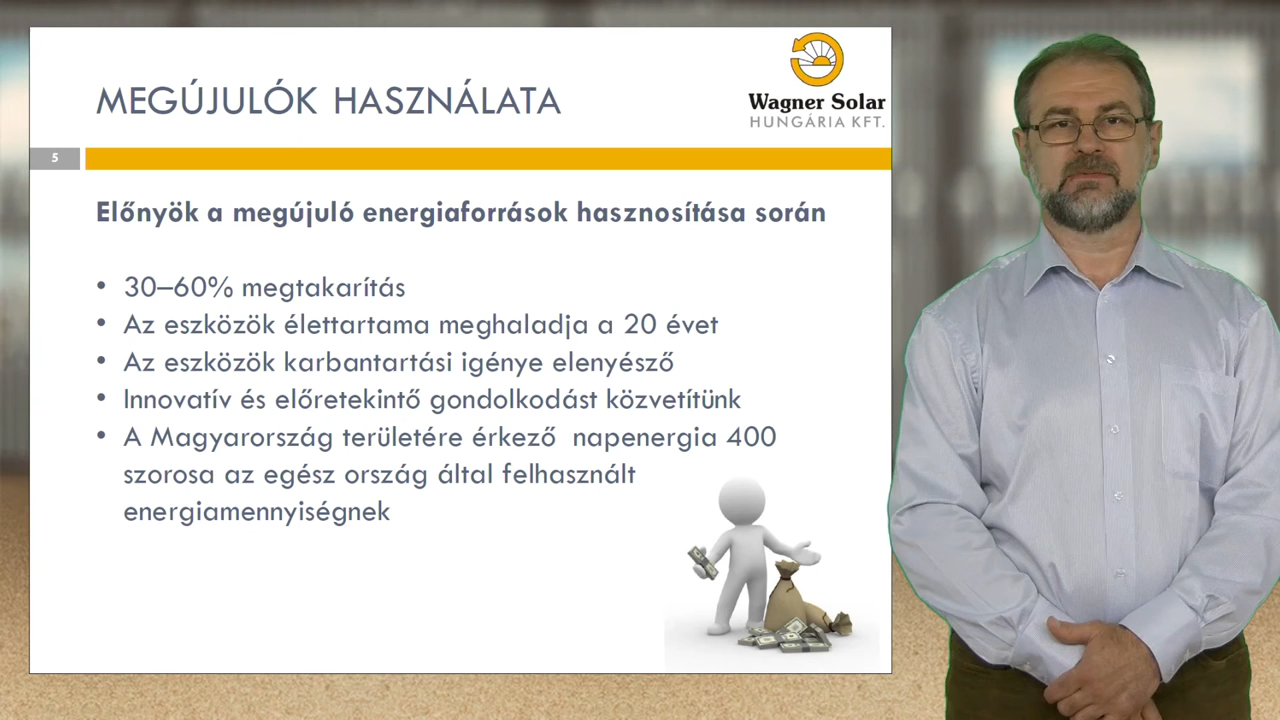 MEGÚJULÓK HASZNÁLATA
Wagner Solar
HUNGÁRIA KFT.
5
Előnyök a megújuló energiaforrások hasznosítása során
• 30–60% megtakarítás
• Az eszközök élettartama meghaladja a 20 évet
• Az eszközök karbantartási igénye elenyésző
• Innovatív és előretekintő gondolkodást közvetítünk
• A Magyarország területére érkező napenergia 400
szorosa az egész ország által felhasznált
energiamennyiségnek